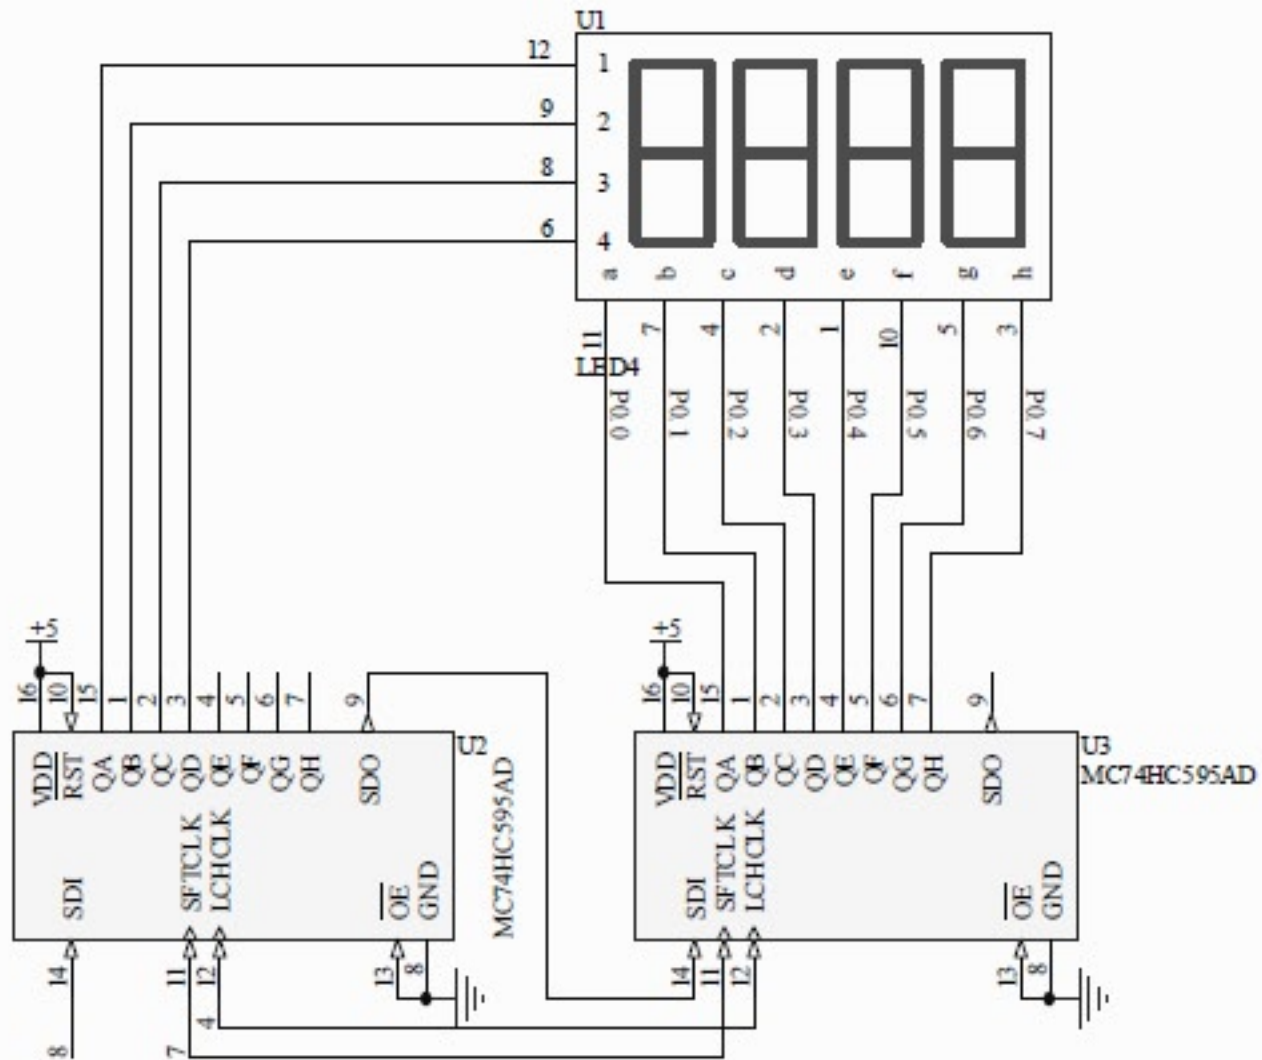 U1
12 1
9 2
8 3
6 4
a b c d e f g h
11 7 4 2 1 10 5 3
LED4
P0.0 P0.1 P0.2 P0.3 P0.4 P0.5 P0.6 P0.7
+5
16 10 15 1 2 3 4 5 6 7 9
U2
MC74HC595AD
VDD RST QA QB QC QD QE QF QG QH SDO
SDI SFTCLK LCHCLK OE GND
14 11 12 13 8
8 7 4
+5
16 10 15 1 2 3 4 5 6 7 9
U3
MC74HC595AD
VDD RST QA QB QC QD QE QF QG QH SDO
SDI SFTCLK LCHCLK OE GND
14 11 12 13 8